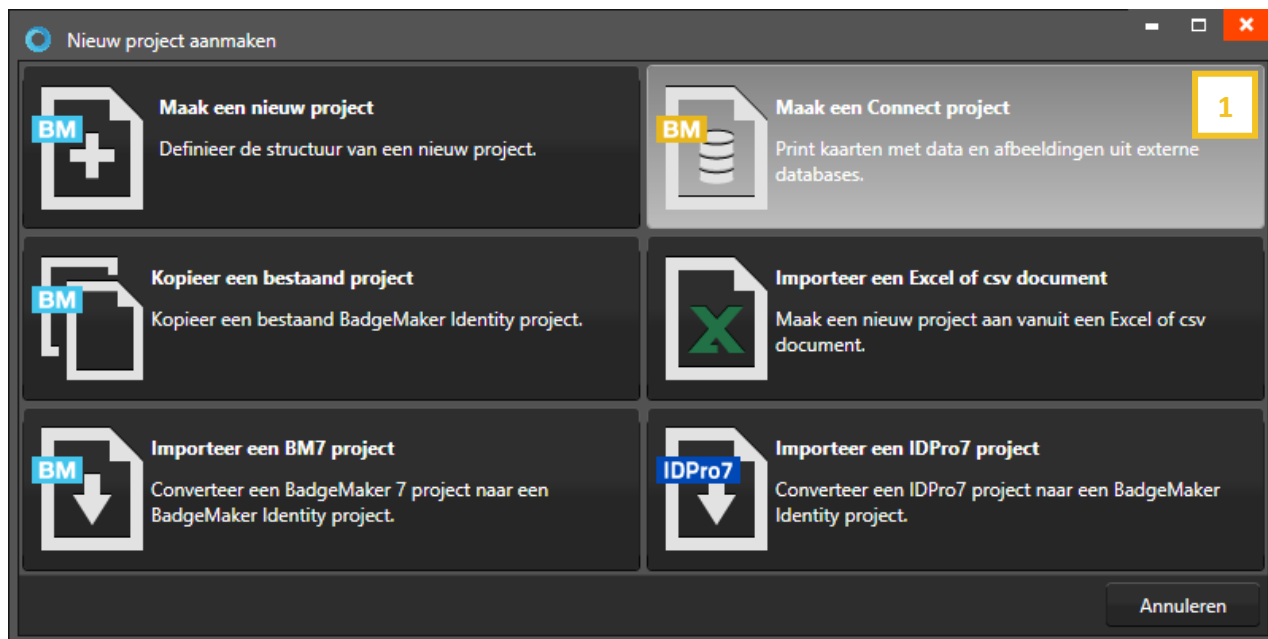 Nieuw project aanmaken
BM
Maak een nieuw project
Definieer de structuur van een nieuw project.
BM
Maak een Connect project
Print kaarten met data en afbeeldingen uit externe
databases.
1
BM
Kopieer een bestaand project
Kopieer een bestaand BadgeMaker Identity project.
X
Importeer een Excel of csv document
Maak een nieuw project aan vanuit een Excel of csv
document.
BM
Importeer een BM7 project
Converteer een BadgeMaker 7 project naar een
BadgeMaker Identity project.
IDPro7
Importeer een IDPro7 project
Converteer een IDPro7 project naar een BadgeMaker
Identity project.
Annuleren